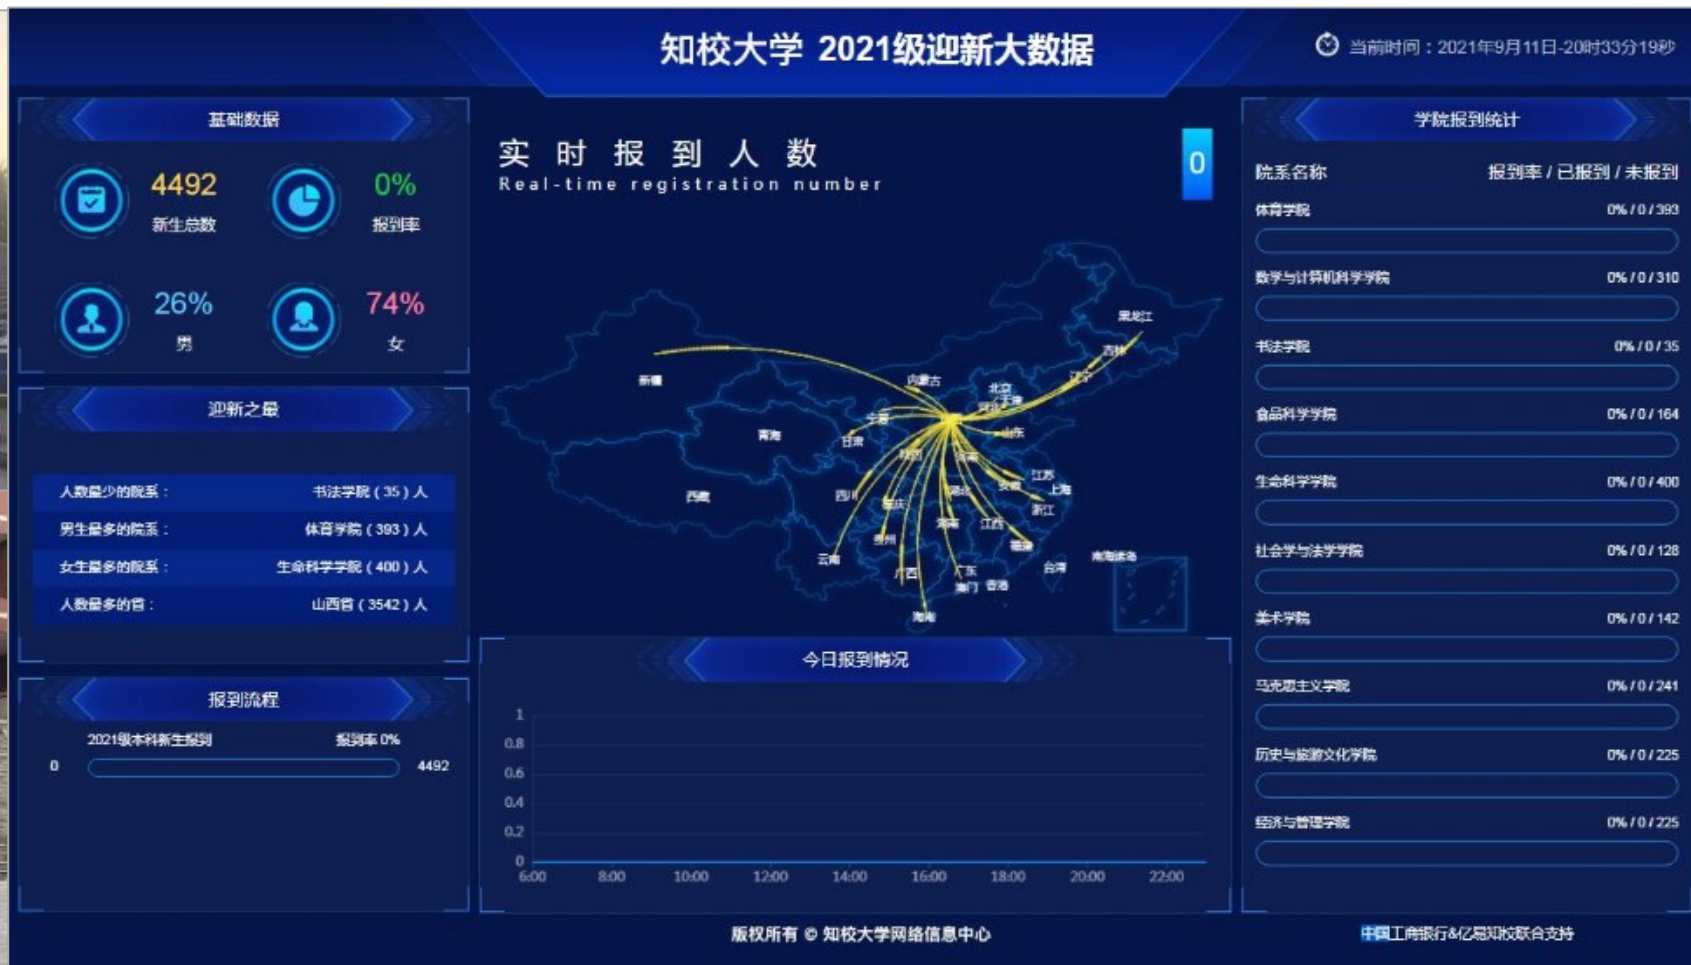 知校大学 2021级迎新大数据
当前时间：2021年9月11日-20时33分19秒
基础数据
4492
新生总数
0%
报到率
26%
男
74%
女
迎新之最
人数最少的院系： 书法学院（35）人
男生最多的院系： 体育学院（393）人
女生最多的院系： 生命科学学院（400）人
人数最多的省： 山西省（3542）人
报到流程
2021级本科新生报到 报到率 0%
0 4492
实时报到人数
Real-time registration number
0
黑龙江
吉林
辽宁
新疆
内蒙古
北京
天津
河北
宁夏
山东
青海
甘肃
陕西
河南
江苏
西藏
四川
重庆
湖北
安徽
上海
浙江
湖南
江西
贵州
福建
云南
广西
广东
台湾
南海诸岛
澳门
香港
海南
今日报到情况
1
0.8
0.6
0.4
0.2
0
6:00 8:00 10:00 12:00 14:00 16:00 18:00 20:00 22:00
学院报到统计
院系名称 报到率 / 已报到 / 未报到
体育学院 0% / 0 / 393
数学与计算机科学学院 0% / 0 / 310
书法学院 0% / 0 / 35
食品科学学院 0% / 0 / 164
生命科学学院 0% / 0 / 400
社会学与法学学院 0% / 0 / 128
美术学院 0% / 0 / 142
马克思主义学院 0% / 0 / 241
历史与旅游文化学院 0% / 0 / 225
经济与管理学院 0% / 0 / 225
版权所有 © 知校大学网络信息中心
中国工商银行&亿易知校联合支持